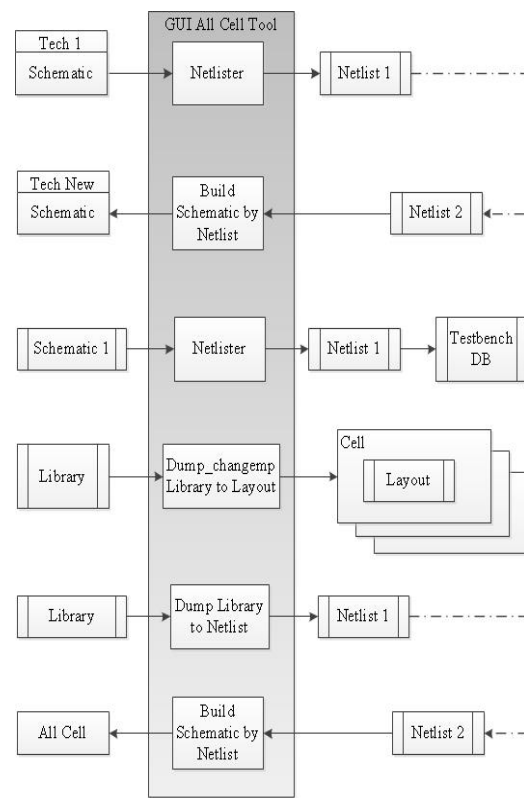 GUI All Cell Tool
Tech 1
Schematic
Netlister
Netlist 1
Tech New
Schematic
Build
Schematic by
Netlist
Netlist 2
Schematic 1
Netlister
Netlist 1
Testbench
DB
Library
Dump_changemp
Library to Layout
Cell
Layout
Library
Dump Library
to Netlist
Netlist 1
All Cell
Build
Schematic by
Netlist
Netlist 2